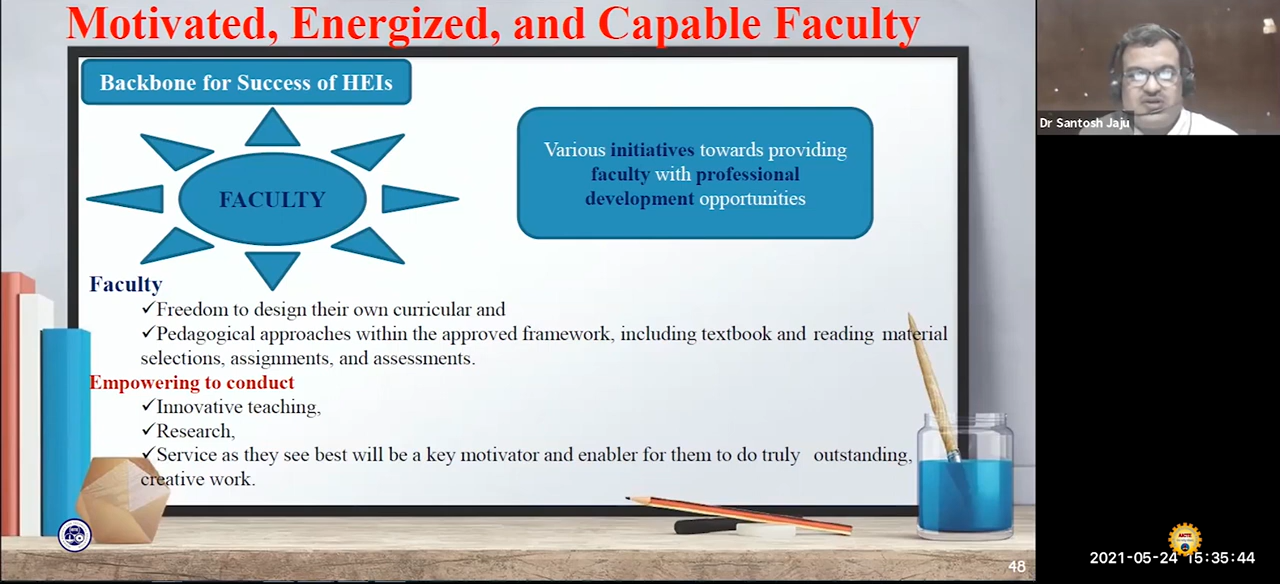 Motivated, Energized, and Capable Faculty
Backbone for Success of HEIs
FACULTY
Various initiatives towards providing
faculty with professional
development opportunities
Faculty
✓Freedom to design their own curricular and
✓Pedagogical approaches within the approved framework, including textbook and reading material
selections, assignments, and assessments.
Empowering to conduct
✓Innovative teaching,
✓Research,
✓Service as they see best will be a key motivator and enabler for them to do truly outstanding,
creative work.
48
Dr Santosh Jaju
AICTE
2021-05-24 15:35:44